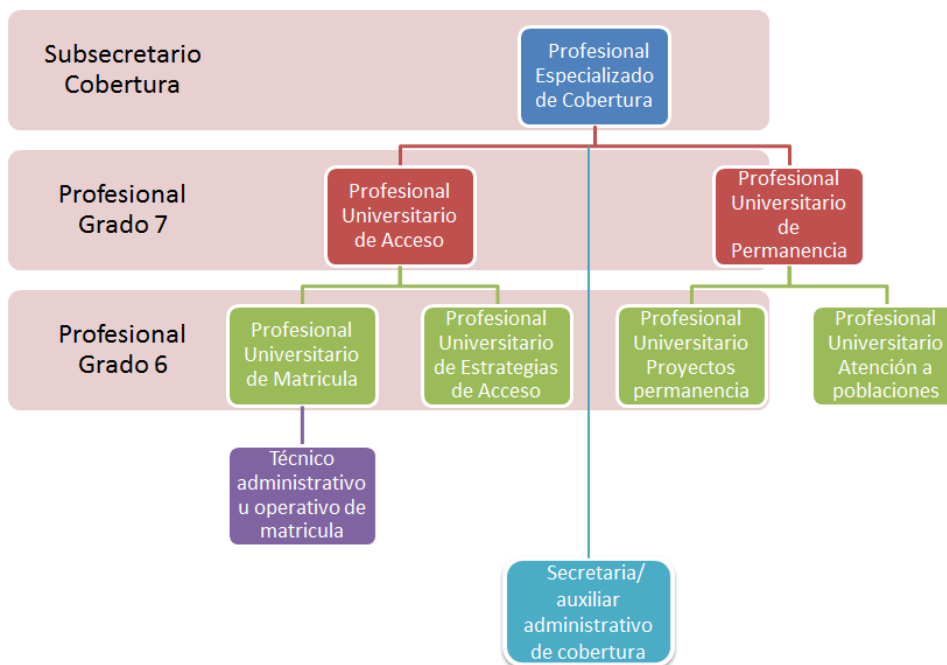 Subsecretario
Cobertura
Profesional
Especializado
de Cobertura
Profesional
Grado 7
Profesional
Universitario
de Acceso
Profesional
Universitario
de
Permanencia
Profesional
Grado 6
Profesional
Universitario
de Matricula
Profesional
Universitario
de Estrategias
de Acceso
Profesional
Universitario
Proyectos
permanencia
Profesional
Universitario
Atención a
poblaciones
Técnico
administrativo
u operativo de
matricula
Secretaria/
auxiliar
administrativo
de cobertura